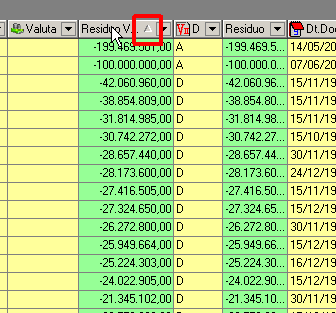 Valuta Residuo V... D Residuo Dt.Doc
-199.469.501,00 A -199.469.5... 14/05/20
-100.000.000,00 A -100.000.0... 07/06/20
-42.060.960,00 D -42.060.96... 15/11/19
-38.854.809,00 D -38.854.80... 15/11/19
-31.814.985,00 D -31.814.98... 15/11/19
-30.742.272,00 D -30.742.27... 15/10/19
-28.657.440,00 D -28.657.44... 30/11/19
-28.173.600,00 D -28.173.60... 24/12/19
-27.416.505,00 D -27.416.50... 15/11/19
-27.324.650,00 D -27.324.65... 15/11/19
-26.272.800,00 D -26.272.80... 30/11/19
-25.949.664,00 D -25.949.66... 15/12/19
-25.224.303,00 D -25.224.30... 16/12/19
-24.022.905,00 D -24.022.90... 15/12/19
-21.345.102,00 D -21.345.10... 30/11/19